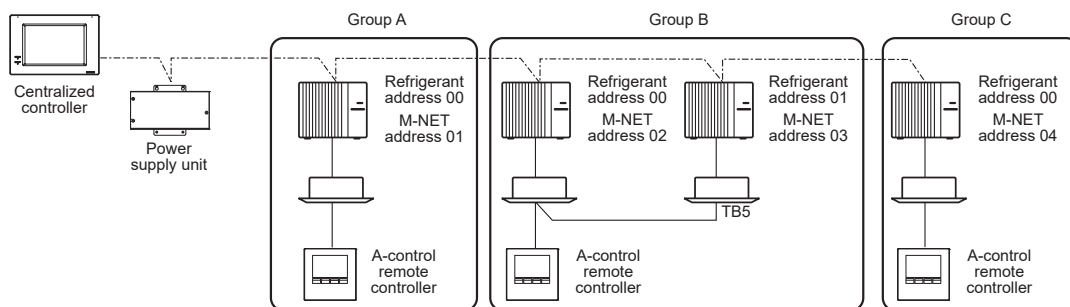 Group A
Group B
Group C
Centralized
controller
Power
supply unit
Refrigerant
address 00
M-NET
address 01
A-control
remote
controller
Refrigerant
address 00
M-NET
address 02
Refrigerant
address 01
M-NET
address 03
TB5
A-control
remote
controller
Refrigerant
address 00
M-NET
address 04
A-control
remote
controller